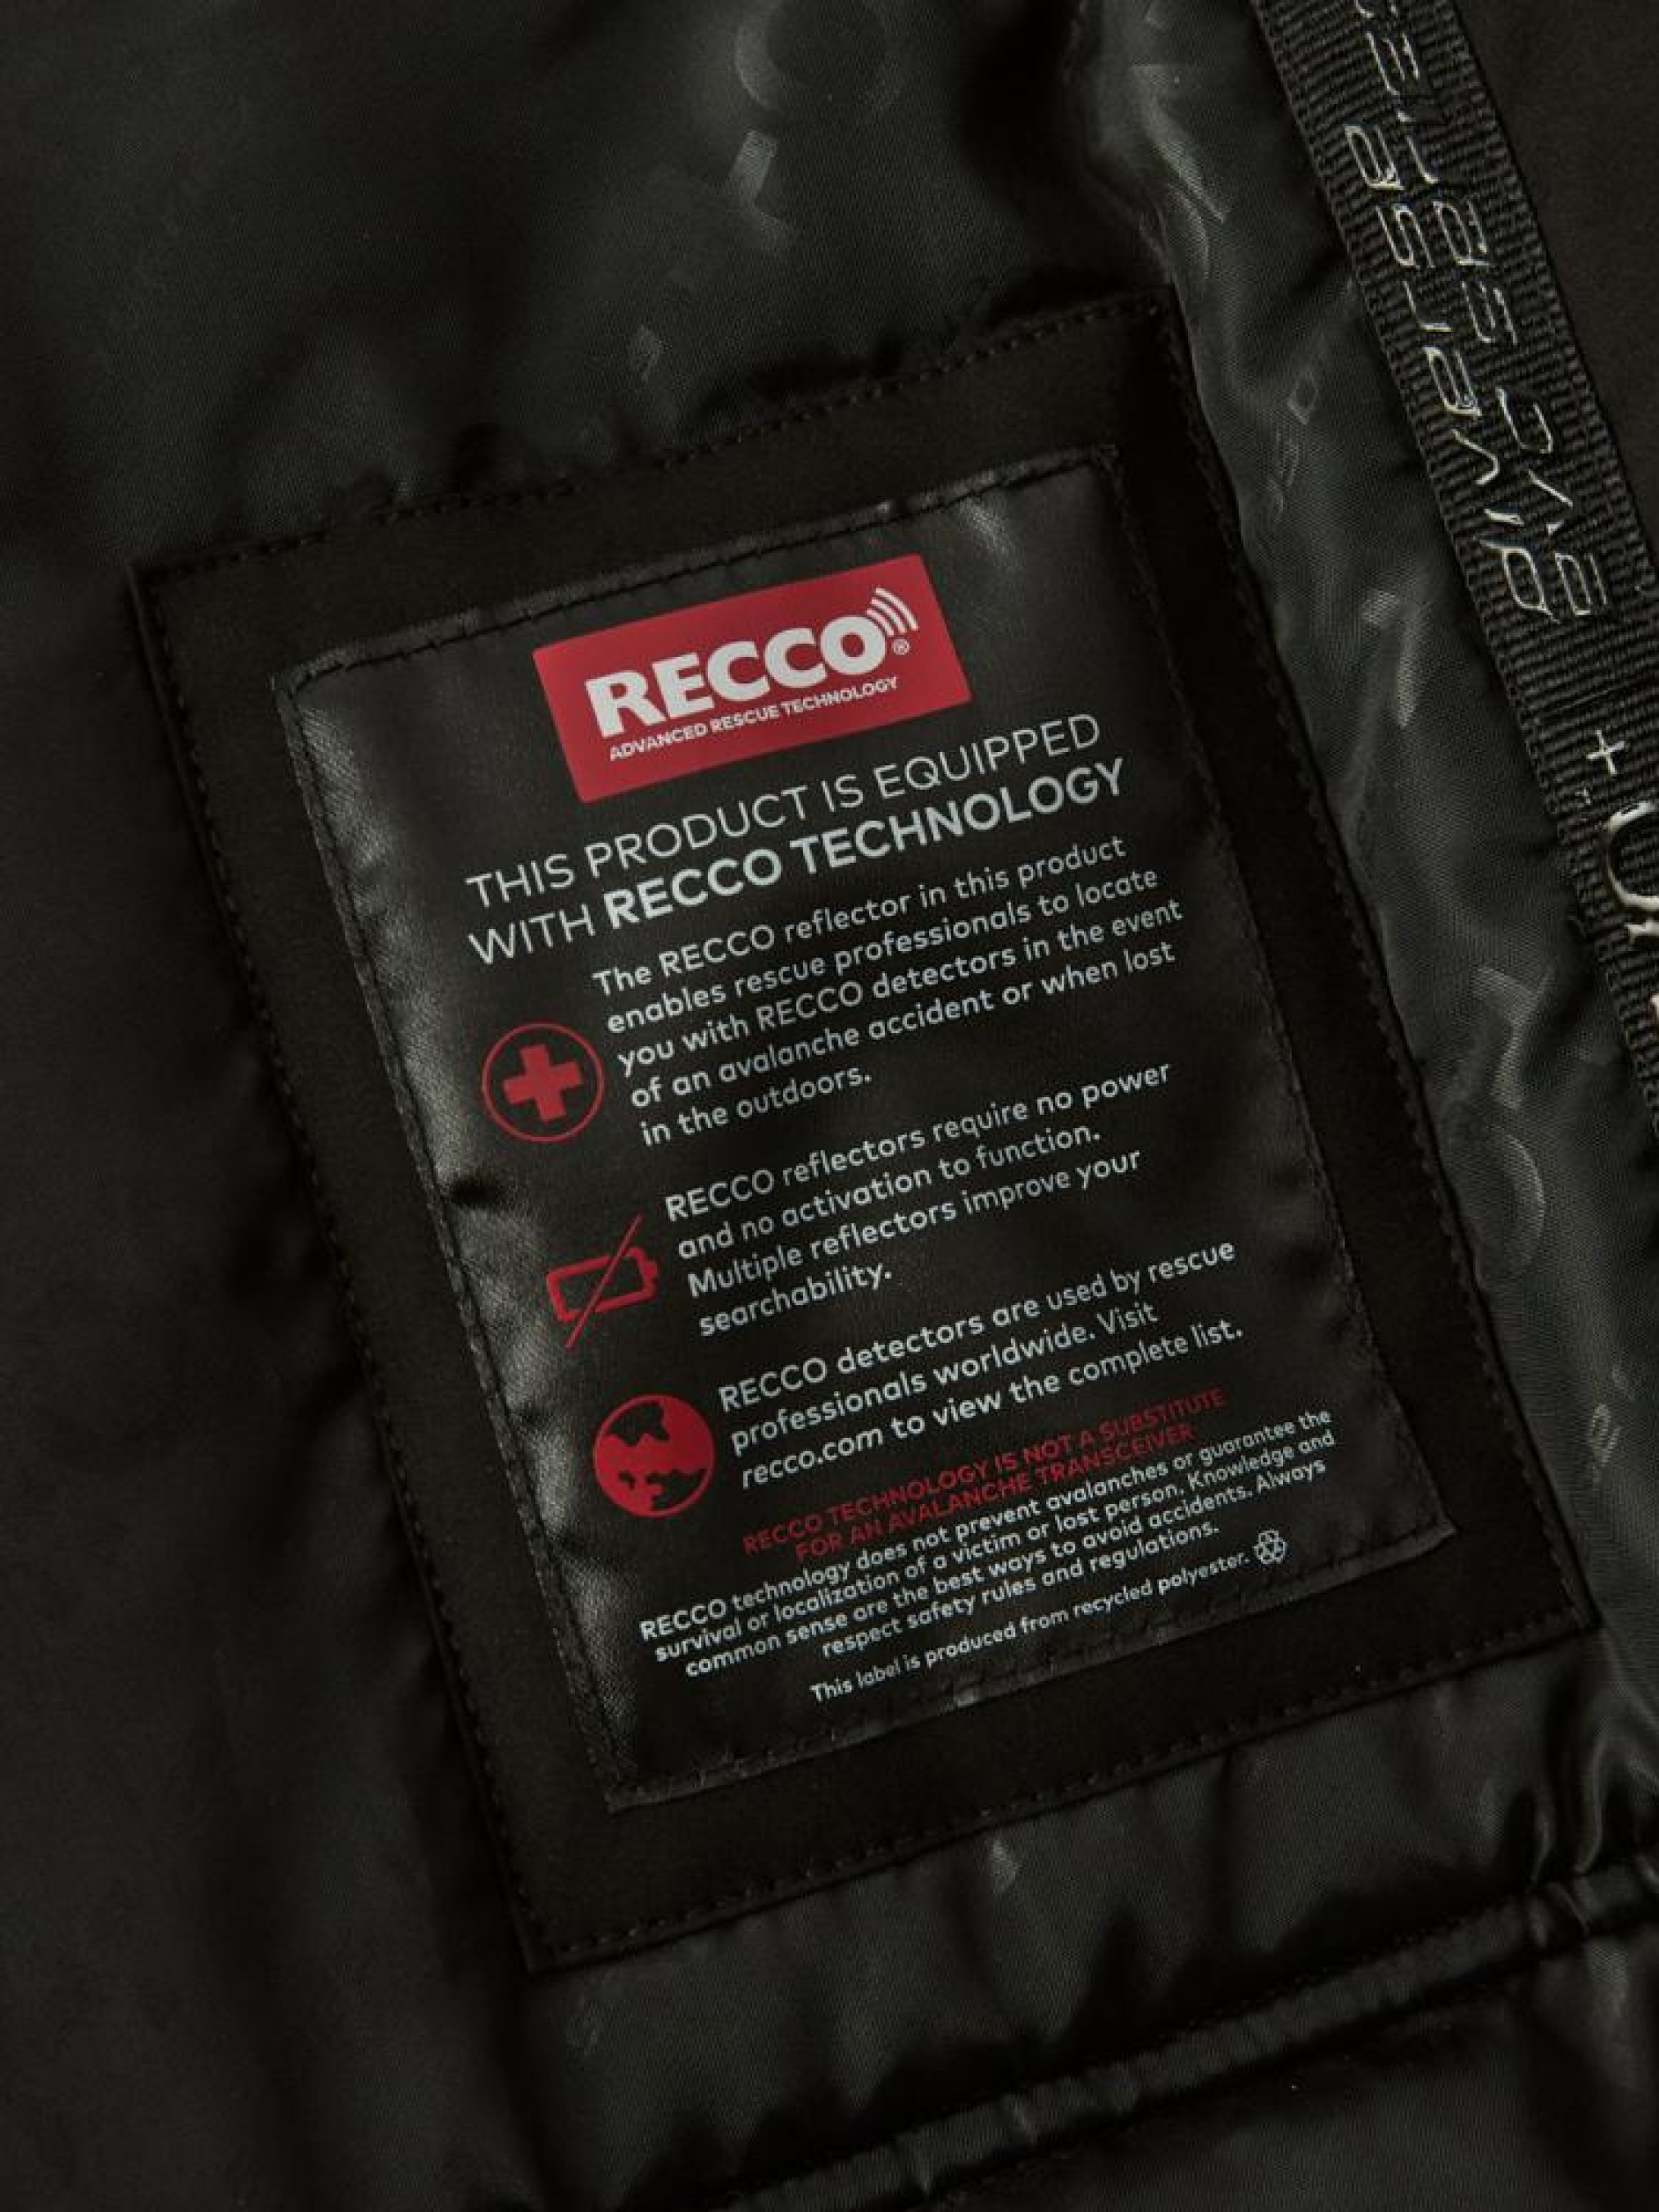 RECCO®
ADVANCED RESCUE TECHNOLOGY
THIS PRODUCT IS EQUIPPED
WITH RECCO TECHNOLOGY
The RECCO reflector in this product
enables rescue professionals to locate
you with RECCO detectors in the event
of an avalanche accident or when lost
in the outdoors.
RECCO reflectors require no power
and no activation to function.
Multiple reflectors improve your
searchability.
RECCO detectors are used by rescue
professionals worldwide. Visit
recco.com to view the complete list.
RECCO TECHNOLOGY IS NOT A SUBSTITUTE
FOR AN AVALANCHE TRANSCEIVER
RECCO technology does not prevent avalanches or guarantee the
survival or localization of a victim or lost person. Knowledge and
common sense are the best ways to avoid accidents. Always
respect safety rules and regulations.
This label is produced from recycled polyester.